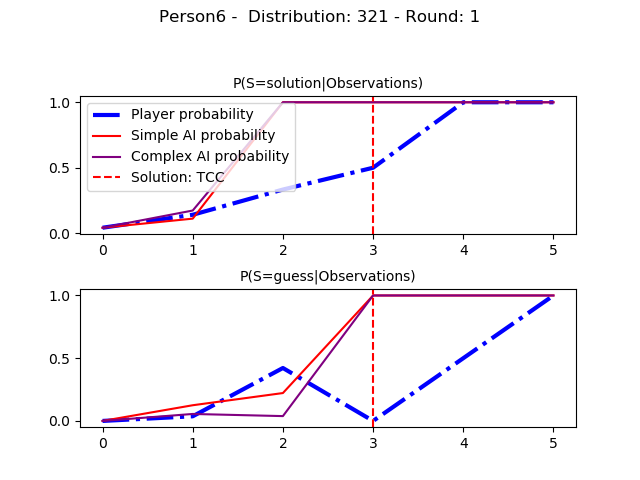 Person6 -  Distribution: 321 - Round: 1
P(S=solution|Observations)
1.0
0.5
0.0
Player probability
Simple AI probability
Complex AI probability
Solution: TCC
0 1 2 3 4 5
P(S=guess|Observations)
1.0
0.5
0.0
0 1 2 3 4 5